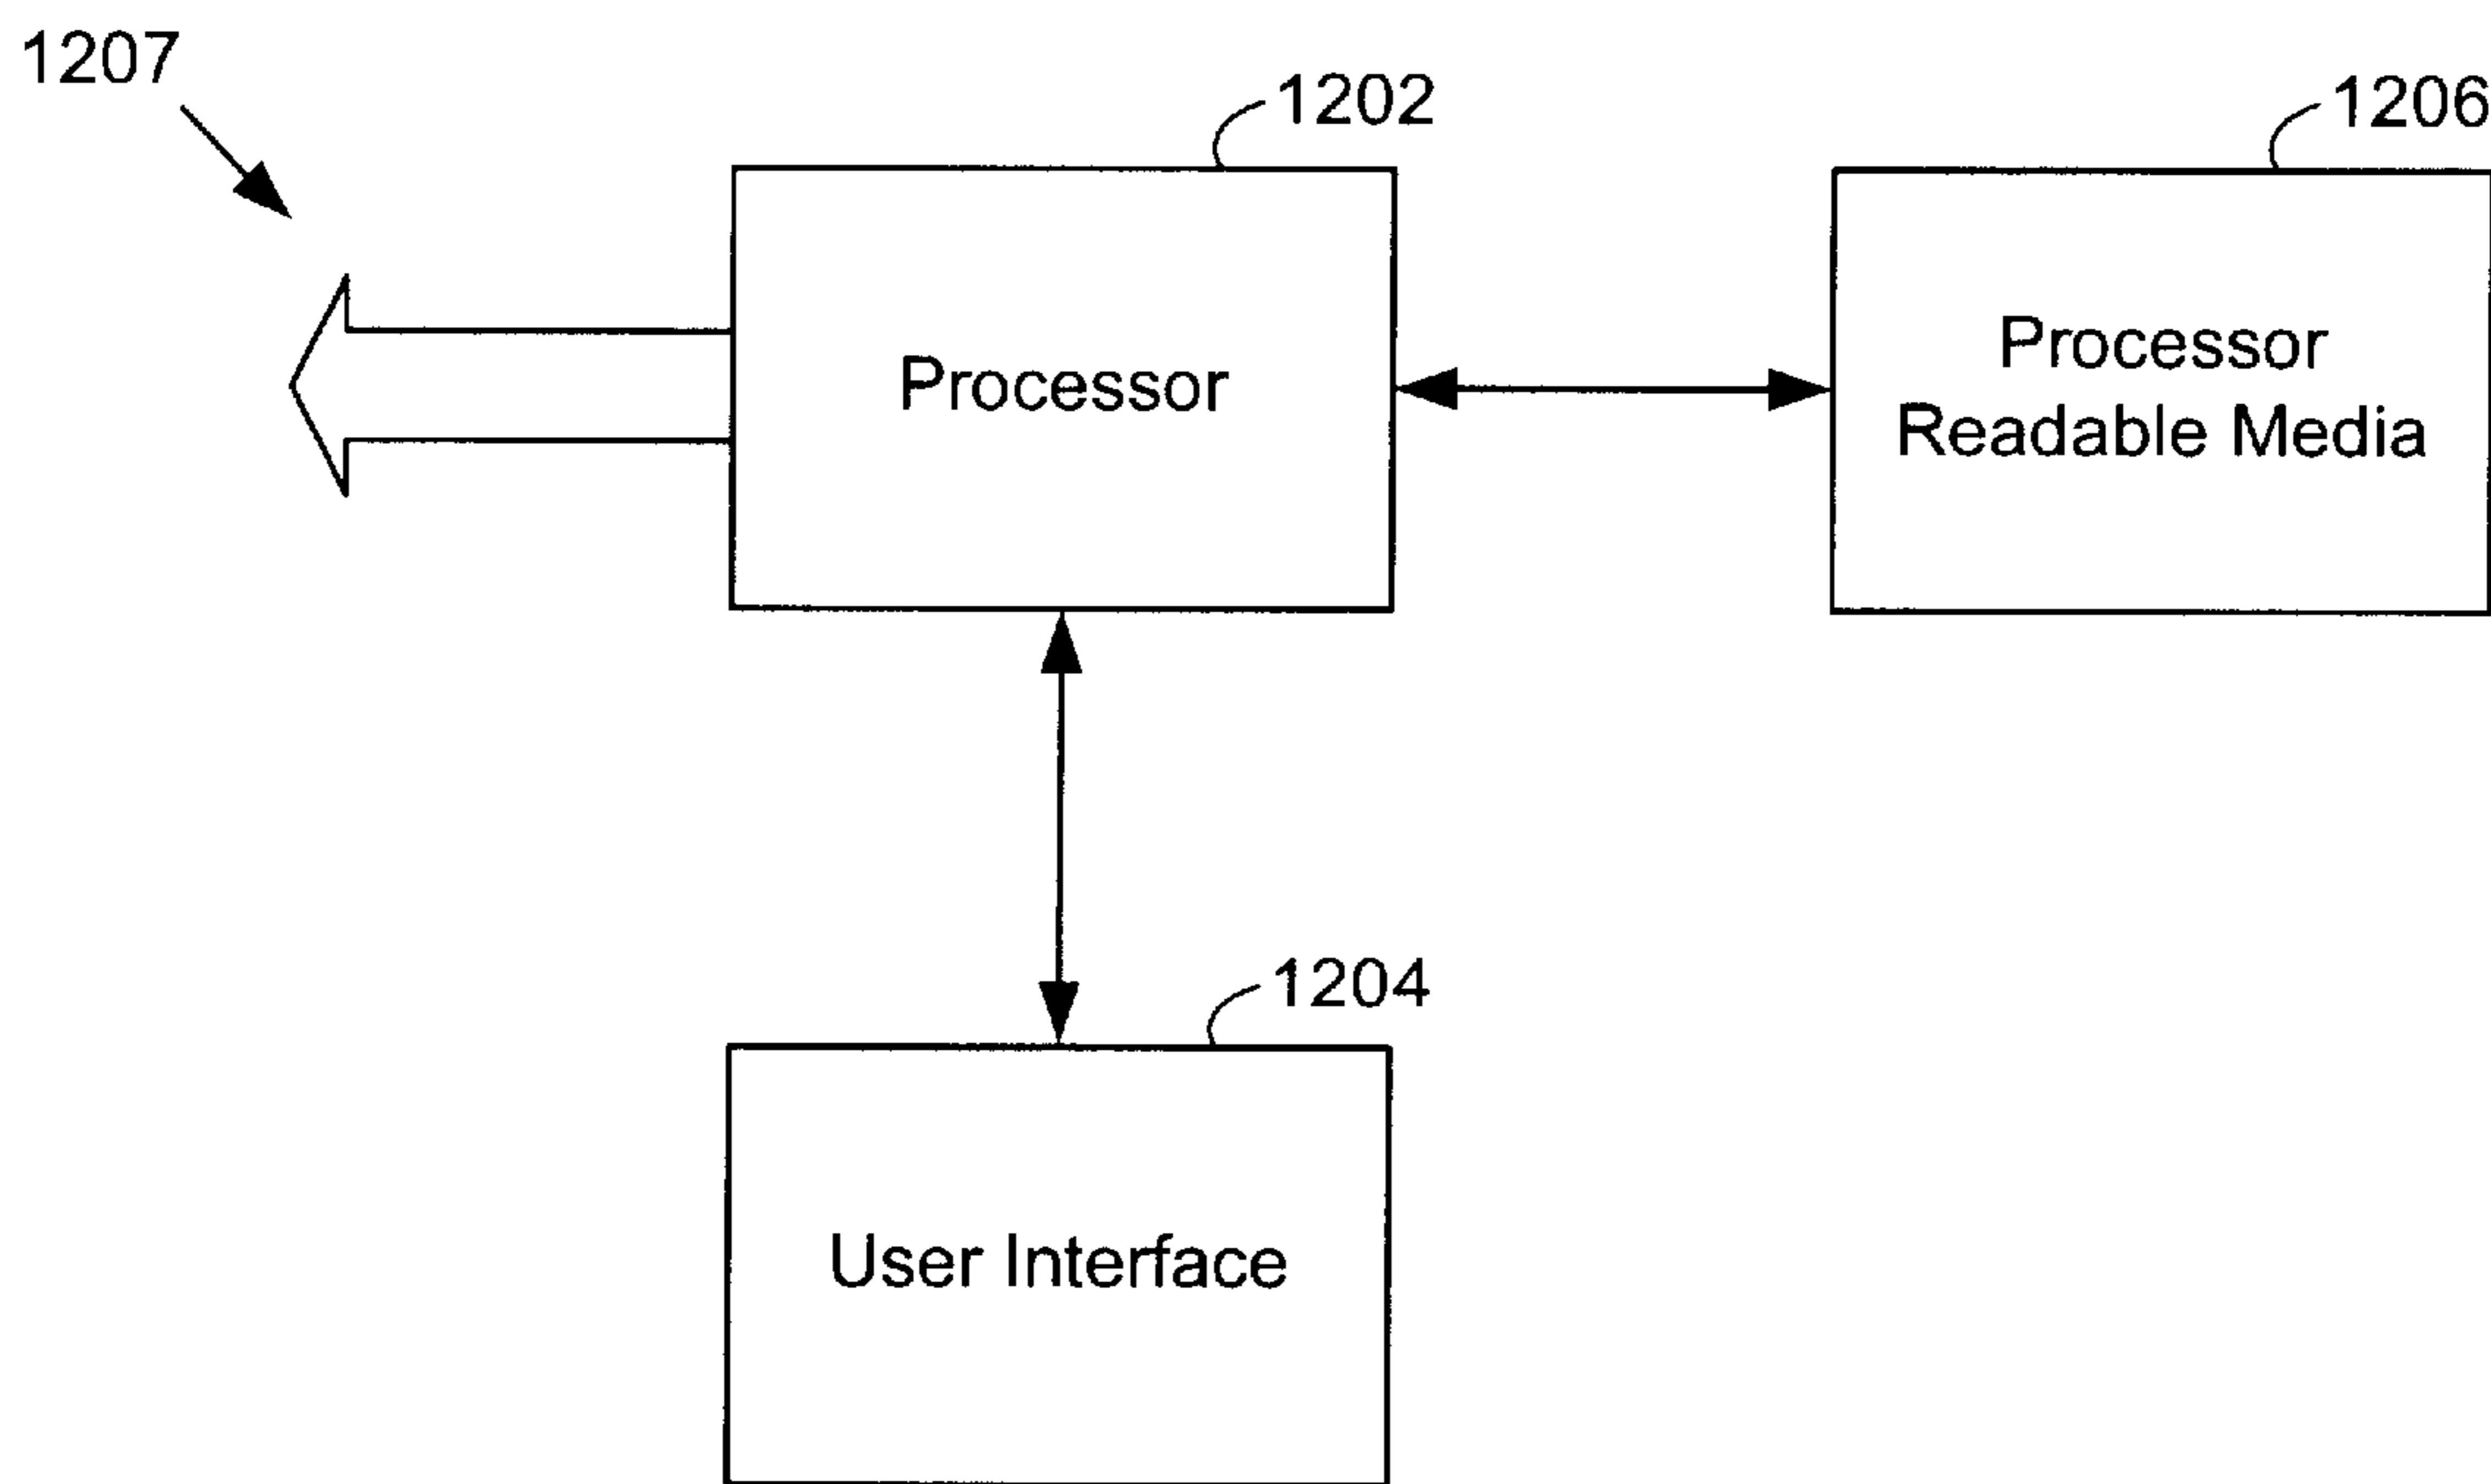 1207
1202
1206
Processor
Processor
Readable Media
1204
User Interface